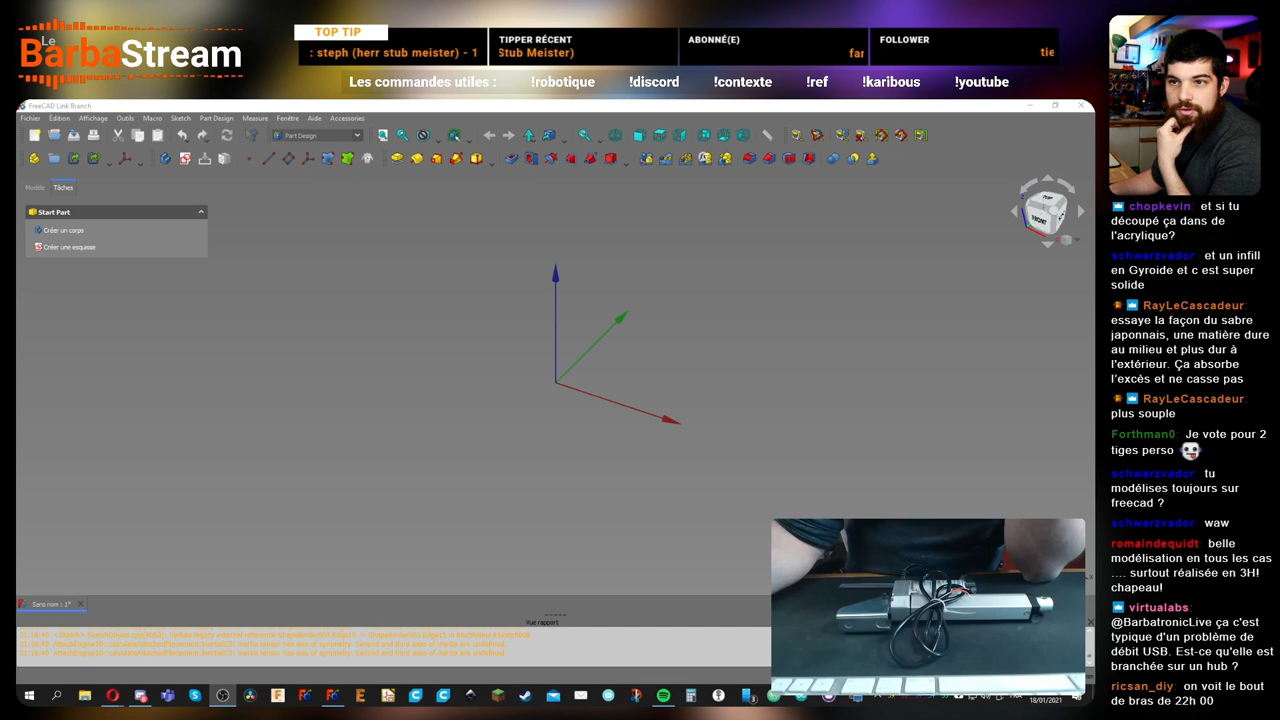 Le
BarbaStream
TOP TIP
: steph (herr stub meister) - 1
TIPPER RÉCENT
Stub Meister)
ABONNÉ(E)
far
FOLLOWER
tie
Les commandes utiles : !robotique !discord !contexte !ref !karibous !youtube
FreeCAD Link Branch
Fichier Édition Affichage Outils Macro Sketch Part Design Measure Fenêtre Aide Accessories
Part Design
Modèle Tâches
Start Part
Créer un corps
Créer une esquisse
TOP
FRONT
Sans nom : 1*
Vue rapport
18/01/2021
chopkevin: et si tu
découpé ça dans de
l'acrylique?
schwarzvador: et un infill
en Gyroide et c est super
solide
RayLeCascadeur:
essaye la façon du sabre
japonnais, une matière dure
au milieu et plus dur à
l'extérieur. Ça absorbe
l'excès et ne casse pas
RayLeCascadeur:
plus souple
Forthman0: Je vote pour 2
tiges perso
schwarzvador: tu
modélises toujours sur
freecad ?
schwarzvador: waw
romaindequidt: belle
modélisation en tous les cas
.... surtout réalisée en 3H!
chapeau!
virtualabs:
@BarbatronicLive ça c'est
typique d'un problème de
débit USB. Est-ce qu'elle est
branchée sur un hub ?
ricsan_diy: on voit le bout
de bras de 22h 00